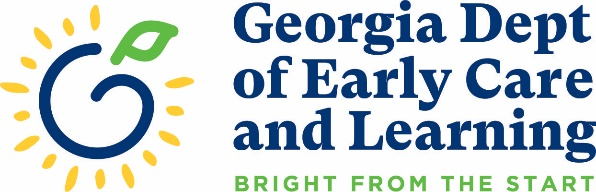 Georgia Dept
of Early Care
and Learning
BRIGHT FROM THE START